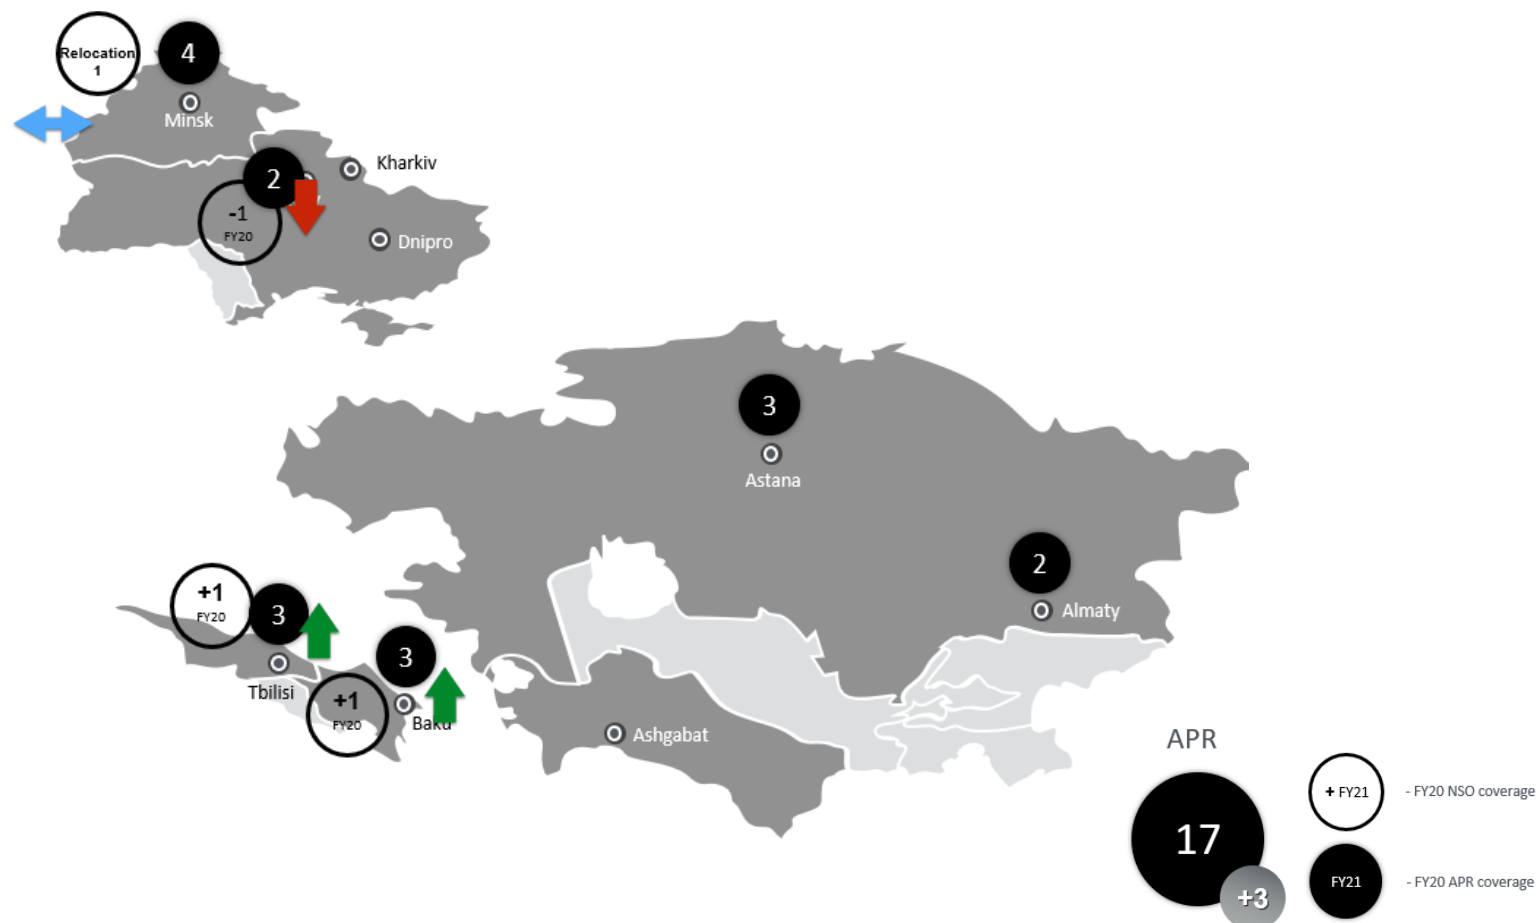 Relocation
1
4
Minsk
Kharkiv
2
-1
FY20
Dnipro
3
Astana
2
Almaty
+1
FY20
3
Tbilisi
3
+1
FY20
Baku
Ashgabat
APR
17
+3
+ FY21
- FY20 NSO coverage
FY21
- FY20 APR coverage